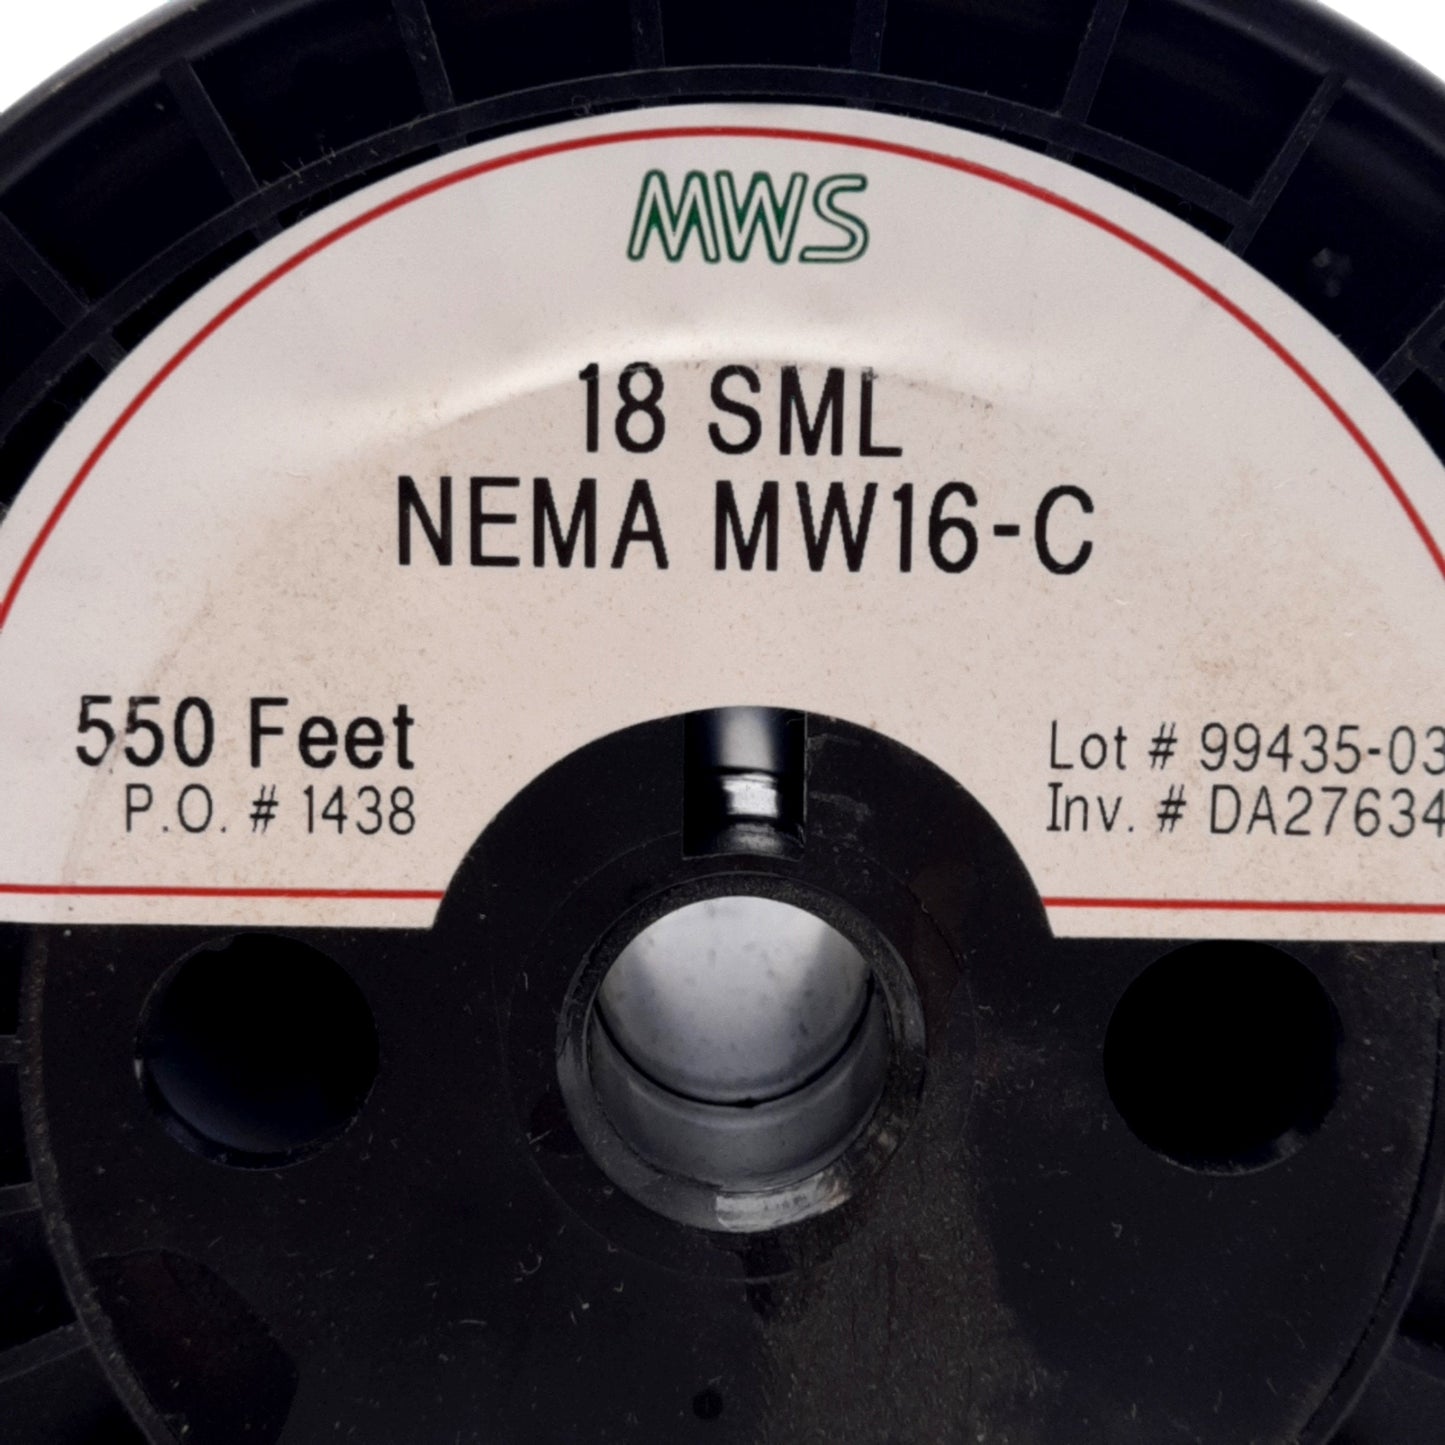 MWS
18 SML
NEMA MW16-C
550 Feet
P.O. # 1438
Lot # 99435-03
Inv. # DA27634